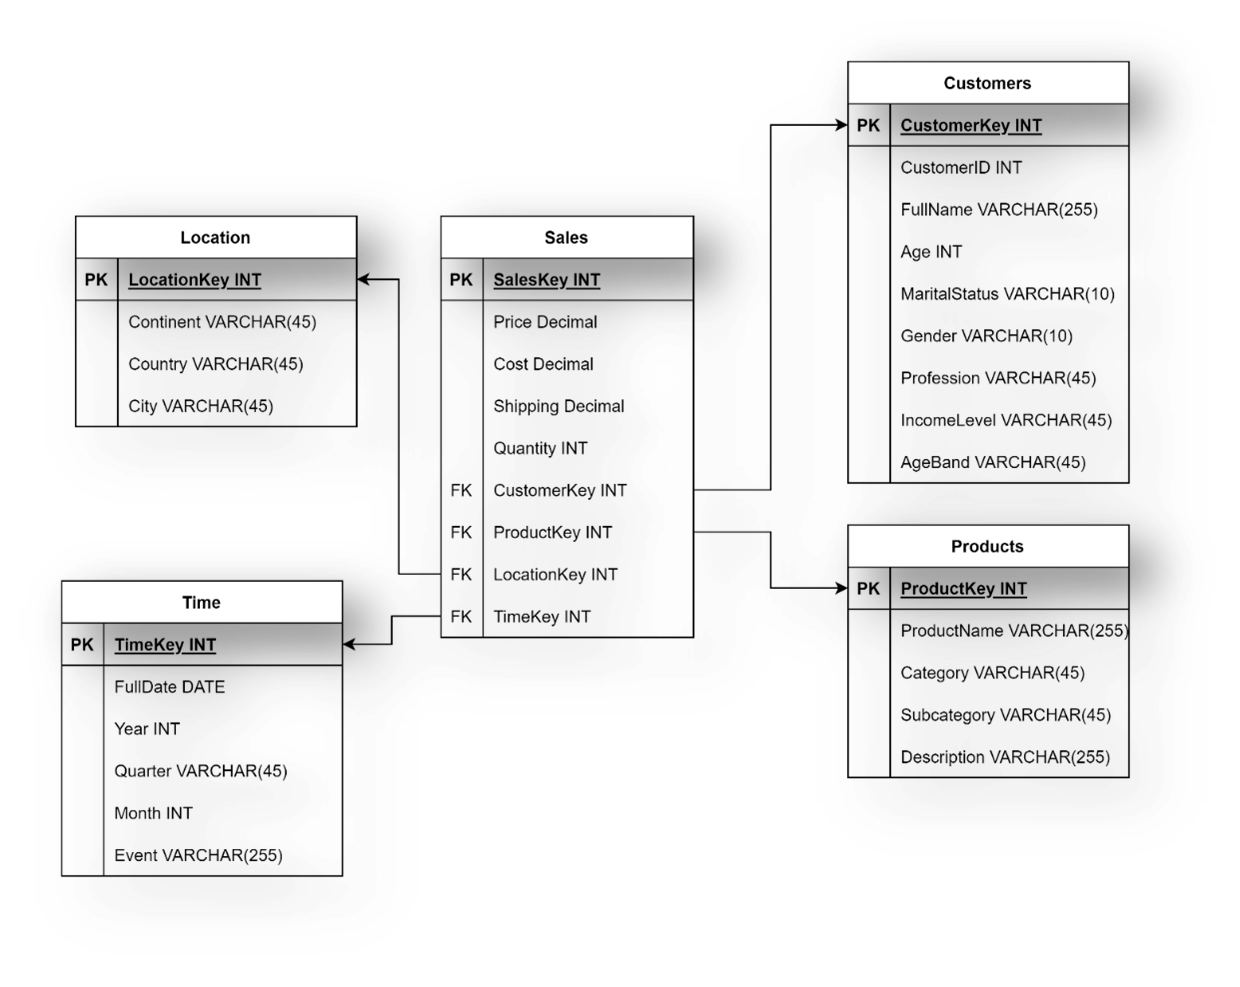 Customers
PK CustomerKey INT
CustomerID INT
FullName VARCHAR(255)
Age INT
MaritalStatus VARCHAR(10)
Gender VARCHAR(10)
Profession VARCHAR(45)
IncomeLevel VARCHAR(45)
AgeBand VARCHAR(45)
Location
PK LocationKey INT
Continent VARCHAR(45)
Country VARCHAR(45)
City VARCHAR(45)
Sales
PK SalesKey INT
Price Decimal
Cost Decimal
Shipping Decimal
Quantity INT
FK CustomerKey INT
FK ProductKey INT
FK LocationKey INT
FK TimeKey INT
Products
PK ProductKey INT
ProductName VARCHAR(255)
Category VARCHAR(45)
Subcategory VARCHAR(45)
Description VARCHAR(255)
Time
PK TimeKey INT
FullDate DATE
Year INT
Quarter VARCHAR(45)
Month INT
Event VARCHAR(255)